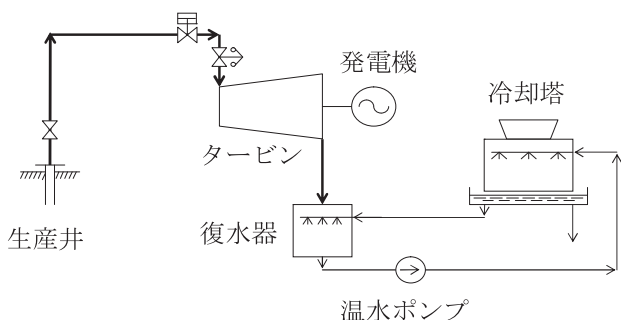 発電機
冷却塔
タービン
生産井
復水器
温水ポンプ